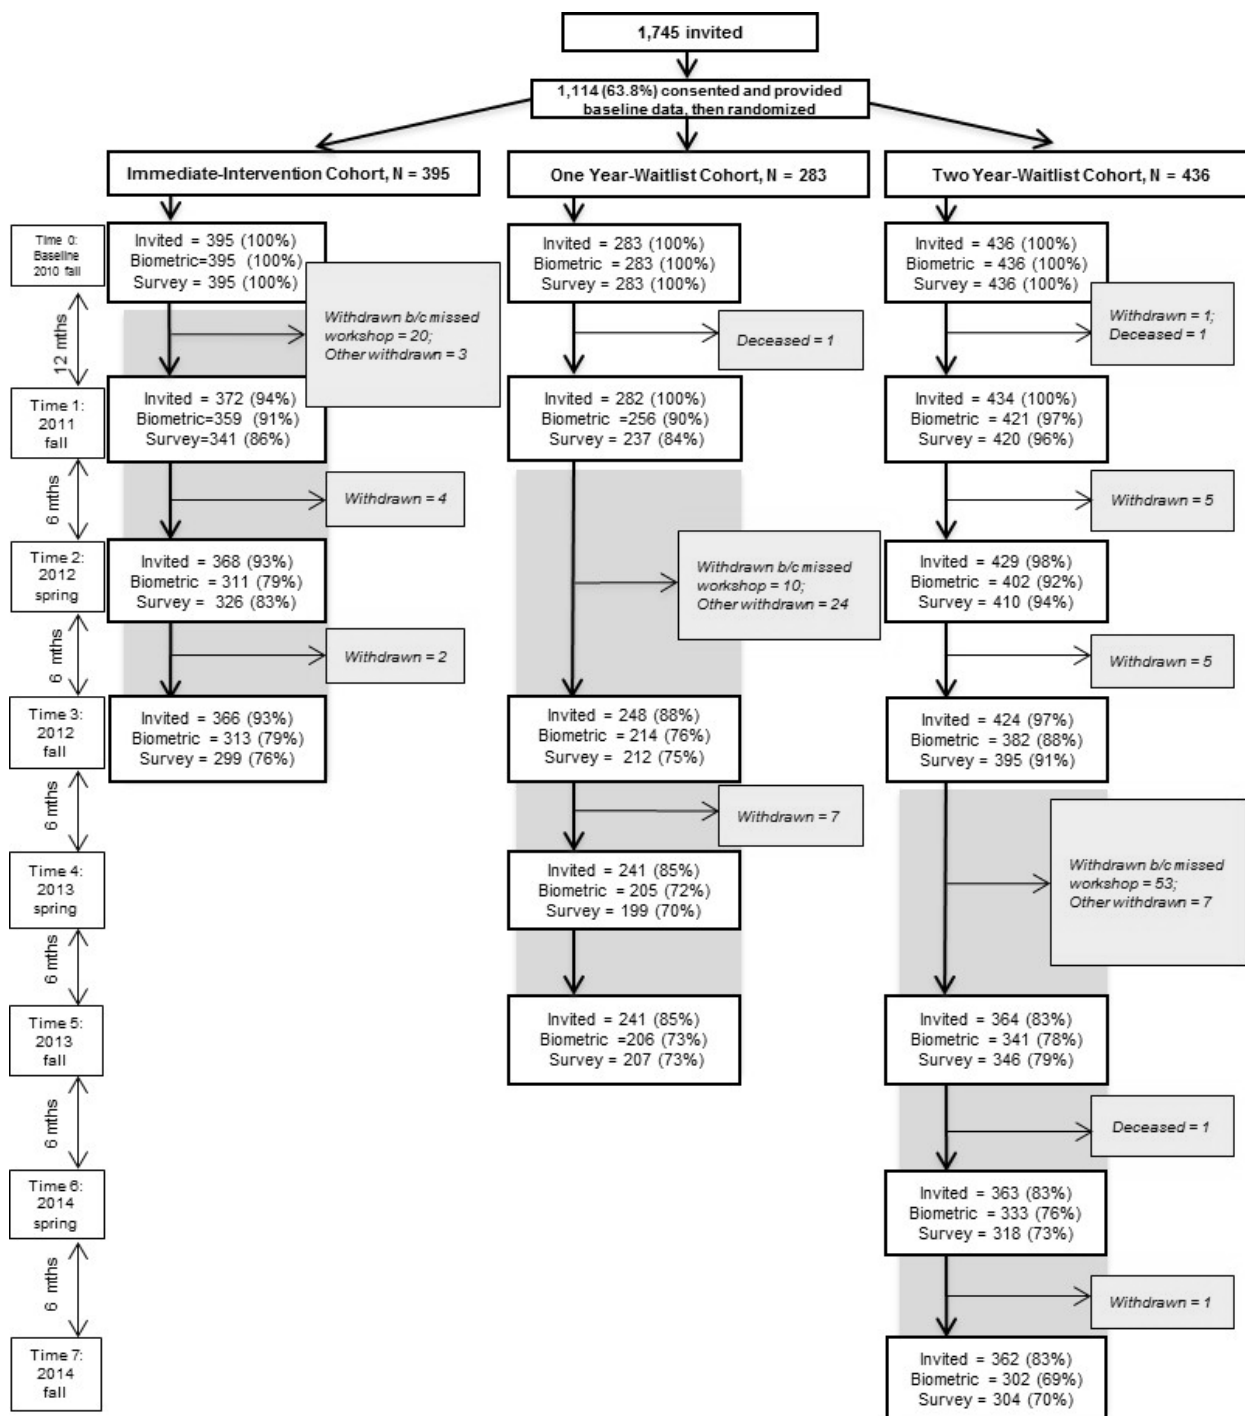 1,745 invited
1,114 (63.8%) consented and provided
baseline data, then randomized
Immediate-Intervention Cohort, N = 395
One Year-Waitlist Cohort, N = 283
Two Year-Waitlist Cohort, N = 436
Time 0:
Baseline
2010 fall
Invited = 395 (100%)
Biometric=395 (100%)
Survey = 395 (100%)
Invited = 283 (100%)
Biometric = 283 (100%)
Survey = 283 (100%)
Invited = 436 (100%)
Biometric = 436 (100%)
Survey = 436 (100%)
12 mths
Withdrawn b/c missed
workshop = 20;
Other withdrawn = 3
Deceased = 1
Withdrawn = 1;
Deceased = 1
Time 1:
2011
fall
Invited = 372 (94%)
Biometric=359 (91%)
Survey=341 (86%)
Invited = 282 (100%)
Biometric =256 (90%)
Survey = 237 (84%)
Invited = 434 (100%)
Biometric = 421 (97%)
Survey = 420 (96%)
6 mths
Withdrawn = 4
Withdrawn = 5
Time 2:
2012
spring
Invited = 368 (93%)
Biometric = 311 (79%)
Survey = 326 (83%)
Withdrawn b/c missed
workshop = 10;
Other withdrawn = 24
Invited = 429 (98%)
Biometric = 402 (92%)
Survey = 410 (94%)
6 mths
Withdrawn = 2
Withdrawn = 5
Time 3:
2012
fall
Invited = 366 (93%)
Biometric = 313 (79%)
Survey = 299 (76%)
Invited = 248 (88%)
Biometric = 214 (76%)
Survey = 212 (75%)
Invited = 424 (97%)
Biometric = 382 (88%)
Survey = 395 (91%)
6 mths
Withdrawn = 7
Time 4:
2013
spring
Invited = 241 (85%)
Biometric = 205 (72%)
Survey = 199 (70%)
Withdrawn b/c missed
workshop = 53;
Other withdrawn = 7
6 mths
Time 5:
2013
fall
Invited = 241 (85%)
Biometric =206 (73%)
Survey = 207 (73%)
Invited = 364 (83%)
Biometric = 341 (78%)
Survey = 346 (79%)
6 mths
Deceased = 1
Time 6:
2014
spring
Invited = 363 (83%)
Biometric = 333 (76%)
Survey = 318 (73%)
6 mths
Withdrawn = 1
Time 7:
2014
fall
Invited = 362 (83%)
Biometric = 302 (69%)
Survey = 304 (70%)